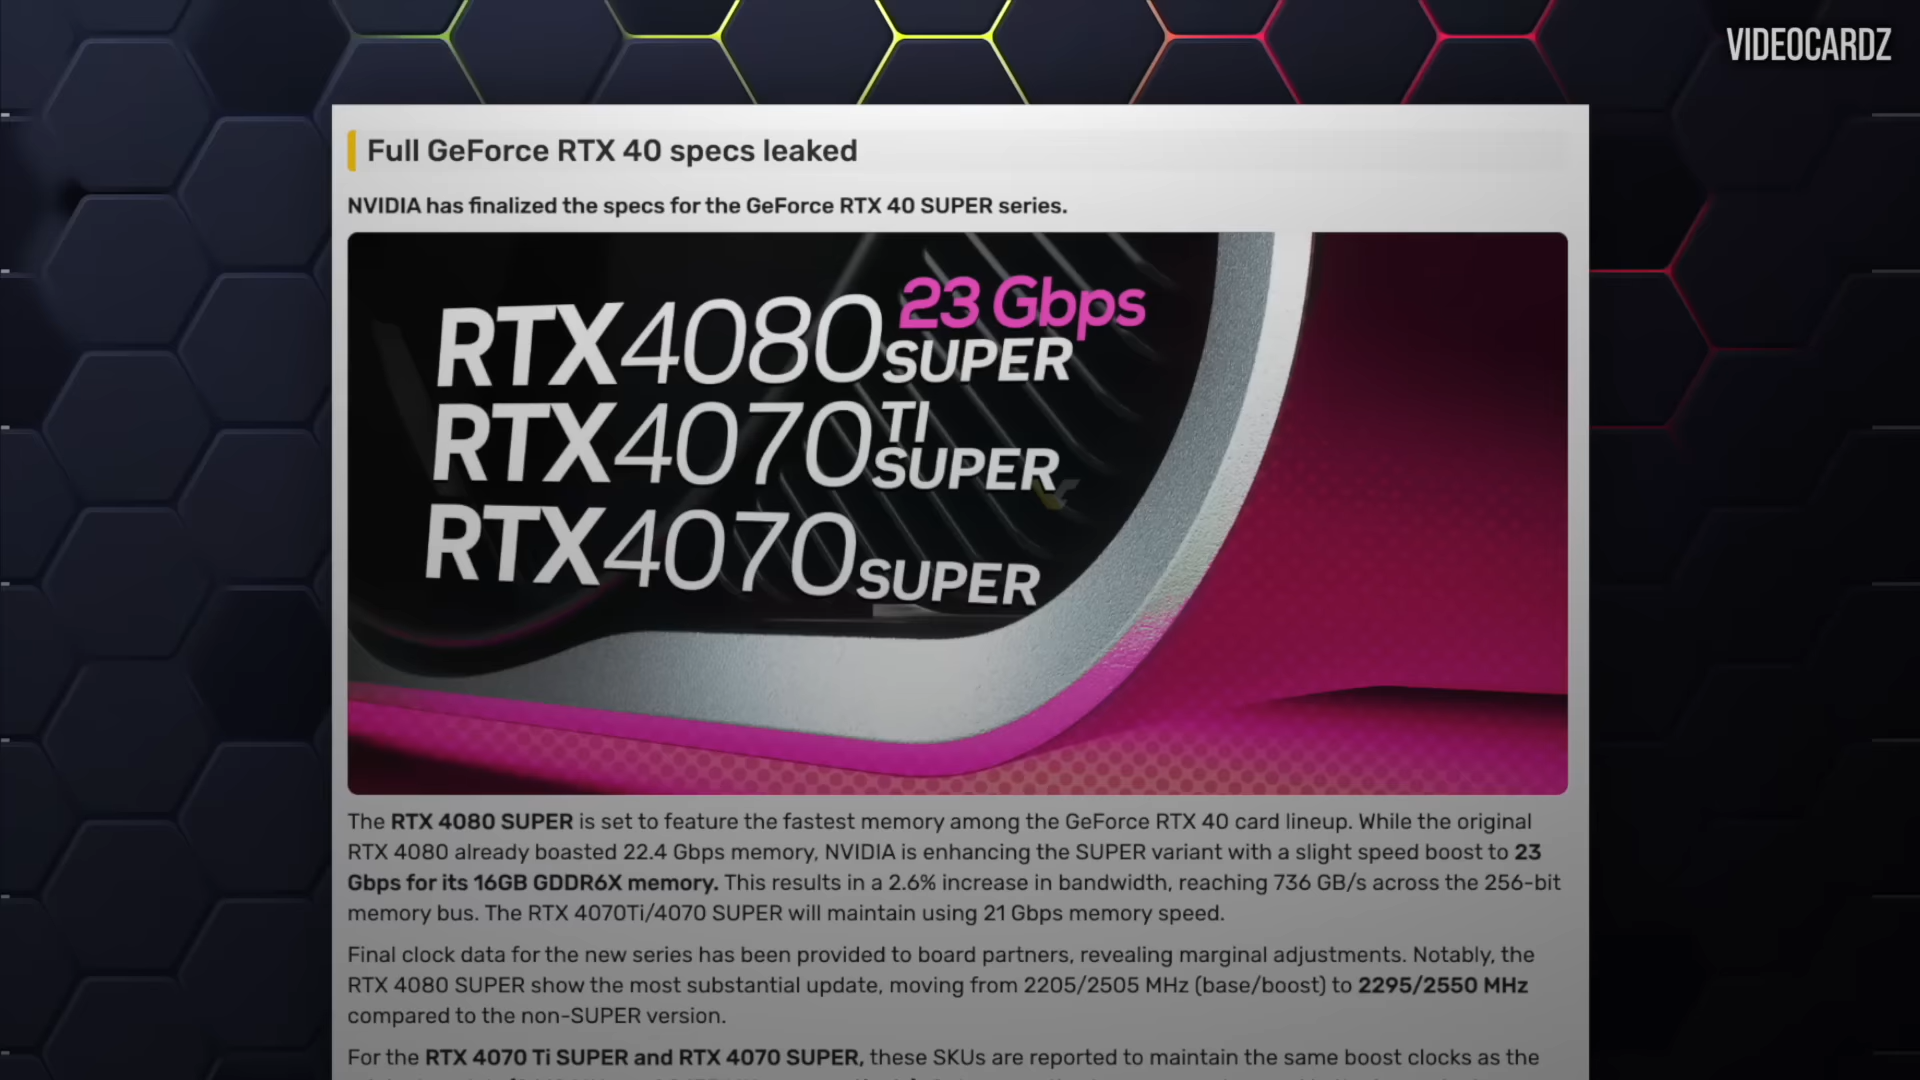 VIDEOCARDZ
Full GeForce RTX 40 specs leaked
NVIDIA has finalized the specs for the GeForce RTX 40 SUPER series.
23 Gbps
RTX4080 SUPER
RTX4070 TI SUPER
RTX4070 SUPER
The RTX 4080 SUPER is set to feature the fastest memory among the GeForce RTX 40 card lineup. While the original
RTX 4080 already boasted 22.4 Gbps memory, NVIDIA is enhancing the SUPER variant with a slight speed boost to 23
Gbps for its 16GB GDDR6X memory. This results in a 2.6% increase in bandwidth, reaching 736 GB/s across the 256-bit
memory bus. The RTX 4070Ti/4070 SUPER will maintain using 21 Gbps memory speed.
Final clock data for the new series has been provided to board partners, revealing marginal adjustments. Notably, the
RTX 4080 SUPER show the most substantial update, moving from 2205/2505 MHz (base/boost) to 2295/2550 MHz
compared to the non-SUPER version.
For the RTX 4070 Ti SUPER and RTX 4070 SUPER, these SKUs are reported to maintain the same boost clocks as the